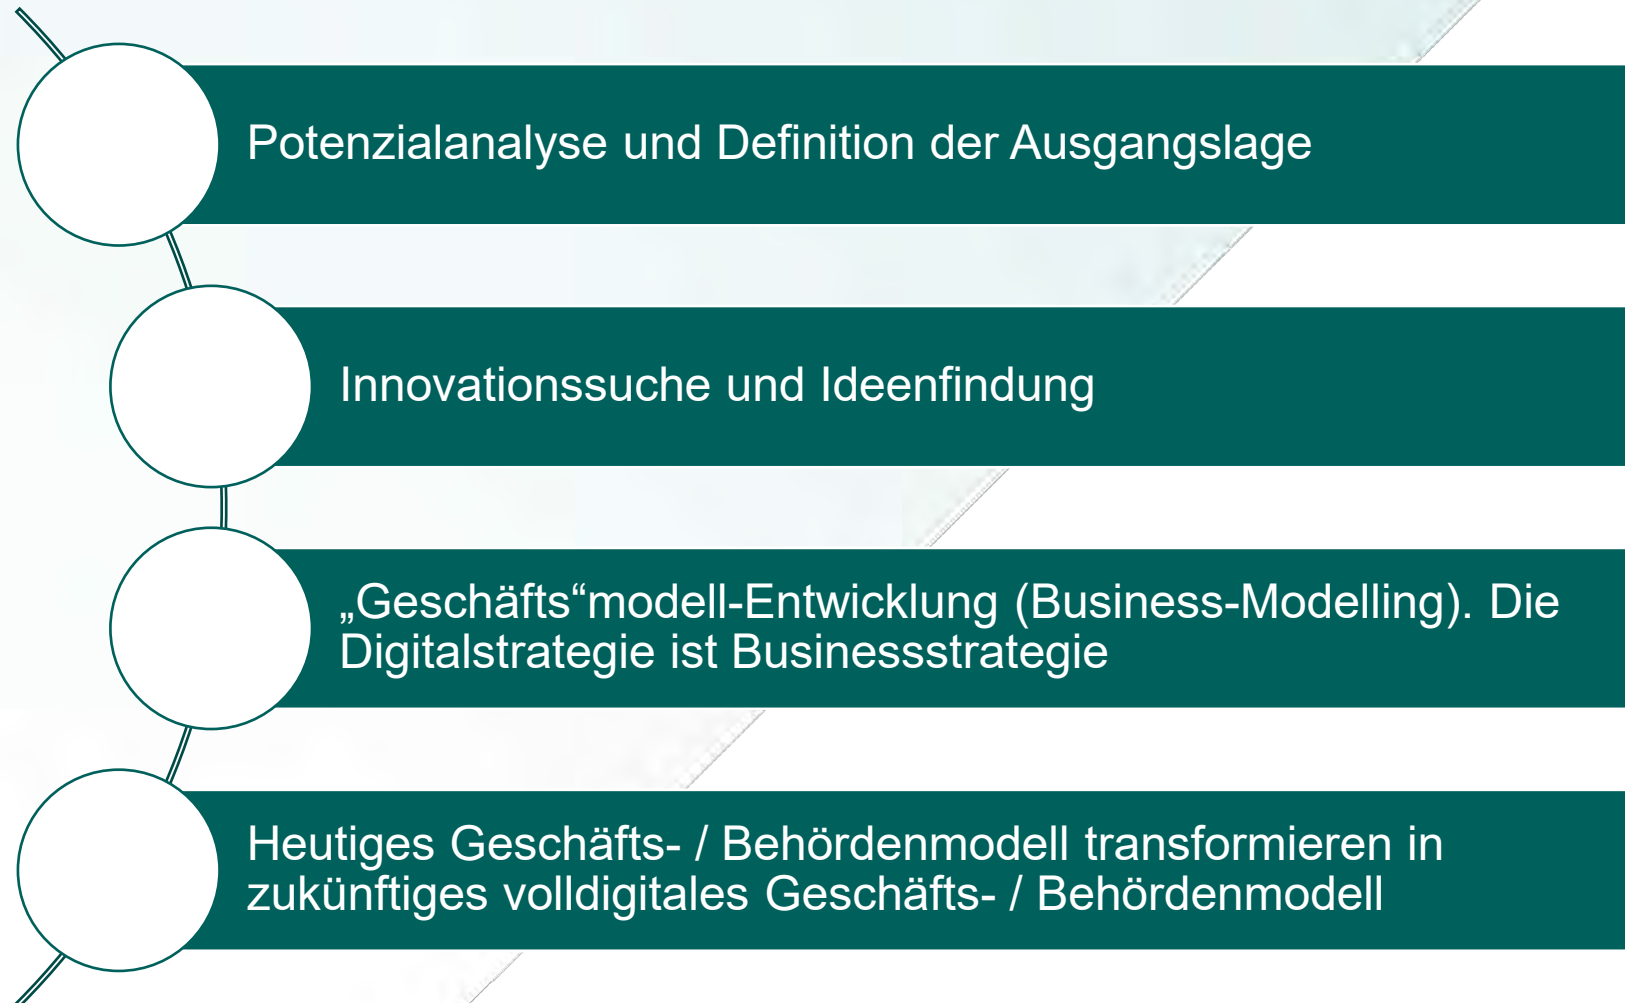 Potenzialanalyse und Definition der Ausgangslage
Innovationssuche und Ideenfindung
„Geschäfts“modell-Entwicklung (Business-Modelling). Die
Digitalstrategie ist Businessstrategie
Heutiges Geschäfts- / Behördenmodell transformieren in
zukünftiges volldigitales Geschäfts- / Behördenmodell